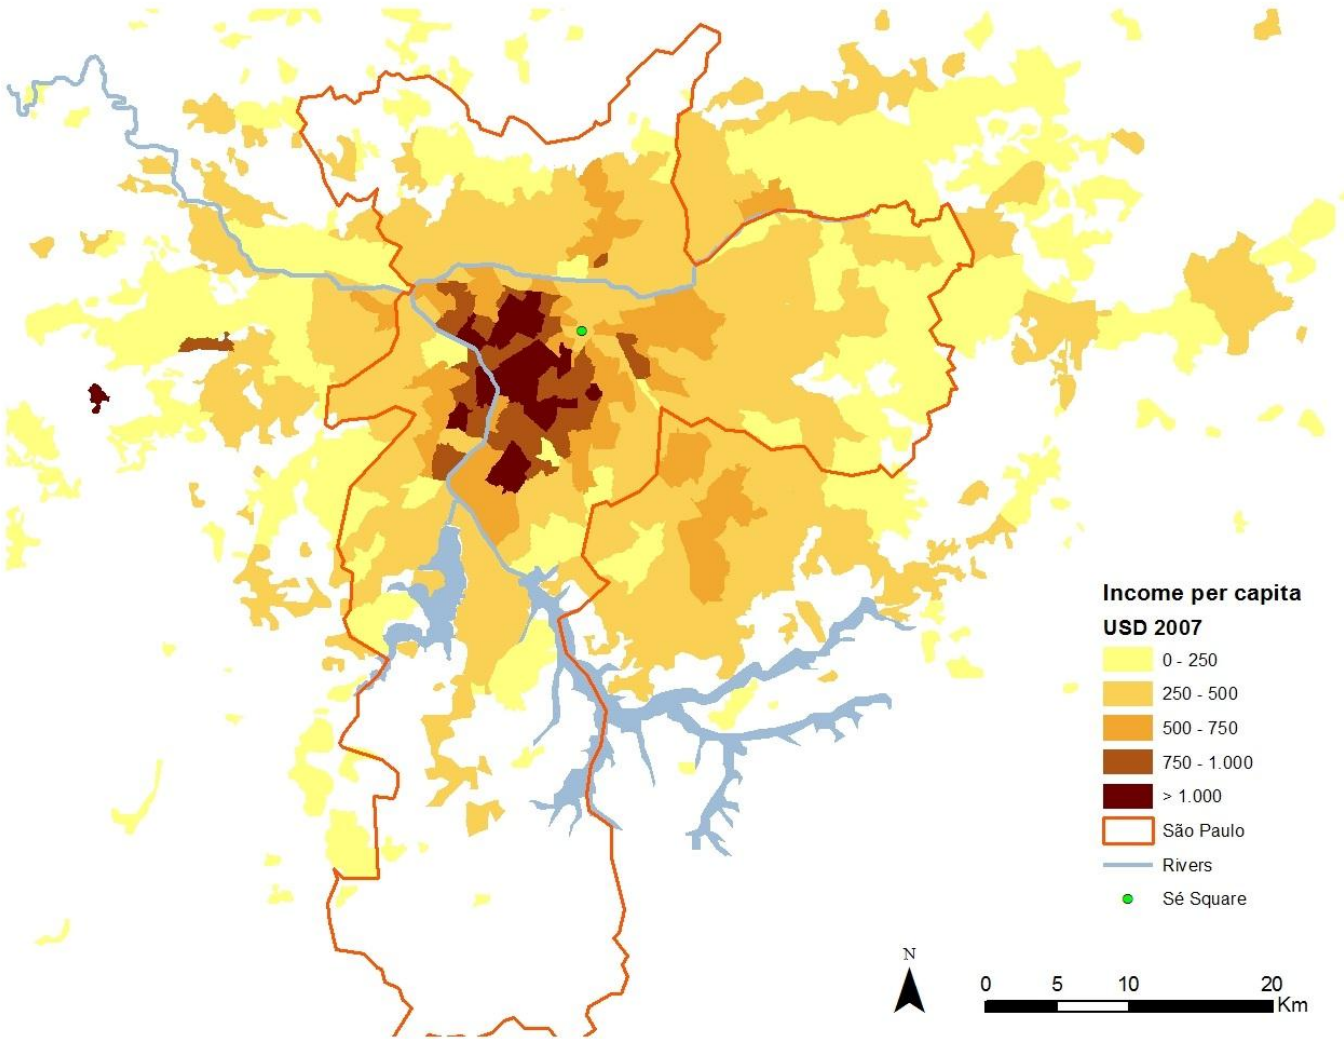 Income per capita
USD 2007
0 - 250
250 - 500
500 - 750
750 - 1.000
> 1.000
São Paulo
Rivers
Sé Square
N
0 5 10 20
Km